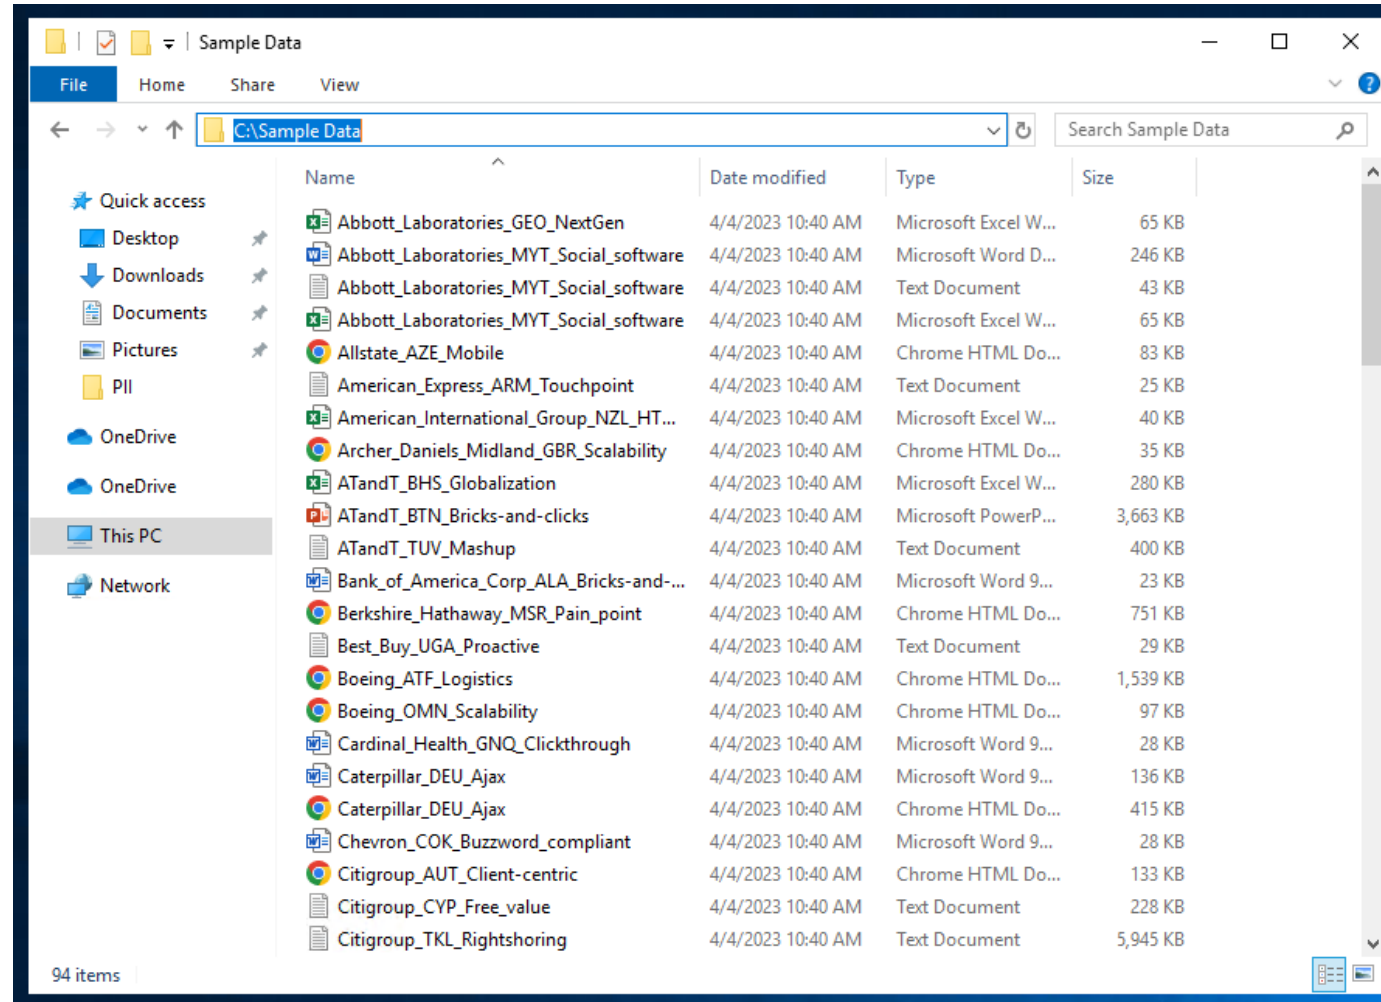 Sample Data
File Home Share View
C:\Sample Data Search Sample Data
Name Date modified Type Size
Quick access
Desktop
Downloads
Documents
Pictures
PII
OneDrive
OneDrive
This PC
Network
Abbott_Laboratories_GEO_NextGen 4/4/2023 10:40 AM Microsoft Excel W... 65 KB
Abbott_Laboratories_MYT_Social_software 4/4/2023 10:40 AM Microsoft Word D... 246 KB
Abbott_Laboratories_MYT_Social_software 4/4/2023 10:40 AM Text Document 43 KB
Abbott_Laboratories_MYT_Social_software 4/4/2023 10:40 AM Microsoft Excel W... 65 KB
Allstate_AZE_Mobile 4/4/2023 10:40 AM Chrome HTML Do... 83 KB
American_Express_ARM_Touchpoint 4/4/2023 10:40 AM Text Document 25 KB
American_International_Group_NZL_HT... 4/4/2023 10:40 AM Microsoft Excel W... 40 KB
Archer_Daniels_Midland_GBR_Scalability 4/4/2023 10:40 AM Chrome HTML Do... 35 KB
ATandT_BHS_Globalization 4/4/2023 10:40 AM Microsoft Excel W... 280 KB
ATandT_BTN_Bricks-and-clicks 4/4/2023 10:40 AM Microsoft PowerP... 3,663 KB
ATandT_TUV_Mashup 4/4/2023 10:40 AM Text Document 400 KB
Bank_of_America_Corp_ALA_Bricks-and-... 4/4/2023 10:40 AM Microsoft Word 9... 23 KB
Berkshire_Hathaway_MSR_Pain_point 4/4/2023 10:40 AM Chrome HTML Do... 751 KB
Best_Buy_UGA_Proactive 4/4/2023 10:40 AM Text Document 29 KB
Boeing_ATF_Logistics 4/4/2023 10:40 AM Chrome HTML Do... 1,539 KB
Boeing_OMN_Scalability 4/4/2023 10:40 AM Chrome HTML Do... 97 KB
Cardinal_Health_GNQ_Clickthrough 4/4/2023 10:40 AM Microsoft Word 9... 28 KB
Caterpillar_DEU_Ajax 4/4/2023 10:40 AM Microsoft Word 9... 136 KB
Caterpillar_DEU_Ajax 4/4/2023 10:40 AM Chrome HTML Do... 415 KB
Chevron_COK_Buzzword_compliant 4/4/2023 10:40 AM Microsoft Word 9... 28 KB
Citigroup_AUT_Client-centric 4/4/2023 10:40 AM Chrome HTML Do... 133 KB
Citigroup_CYP_Free_value 4/4/2023 10:40 AM Text Document 228 KB
Citigroup_TKL_Rightshoring 4/4/2023 10:40 AM Text Document 5,945 KB
94 items